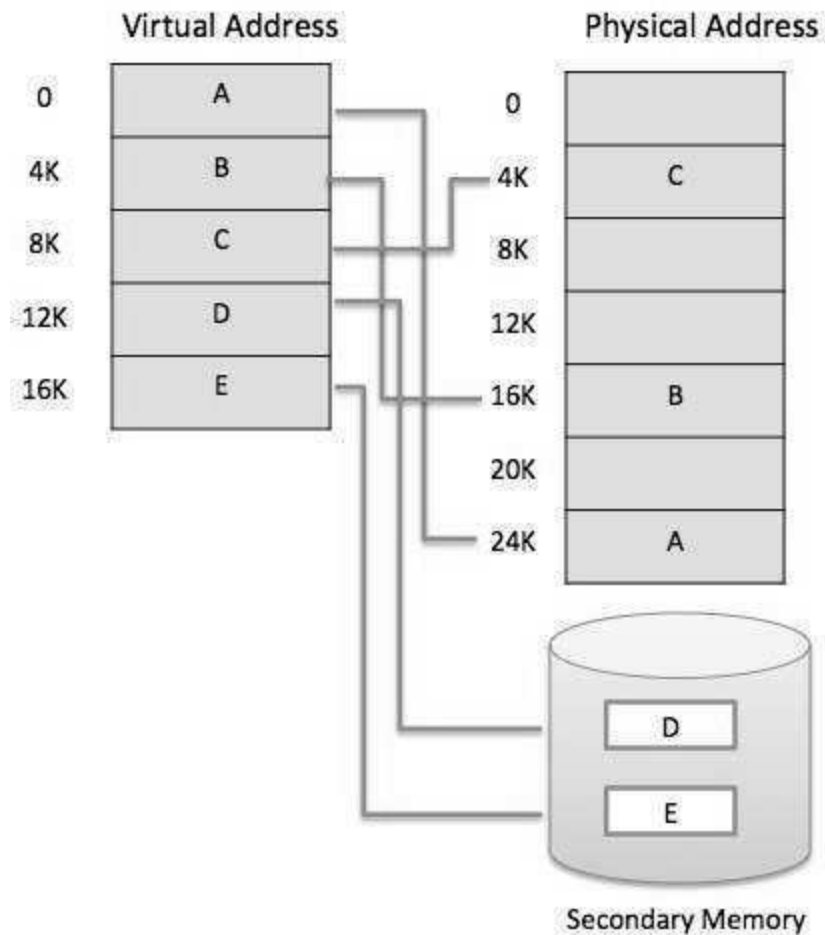 Virtual Address
0
A
4K
B
8K
C
12K
D
16K
E
Physical Address
0
4K
C
8K
12K
16K
B
20K
24K
A
D
E
Secondary Memory